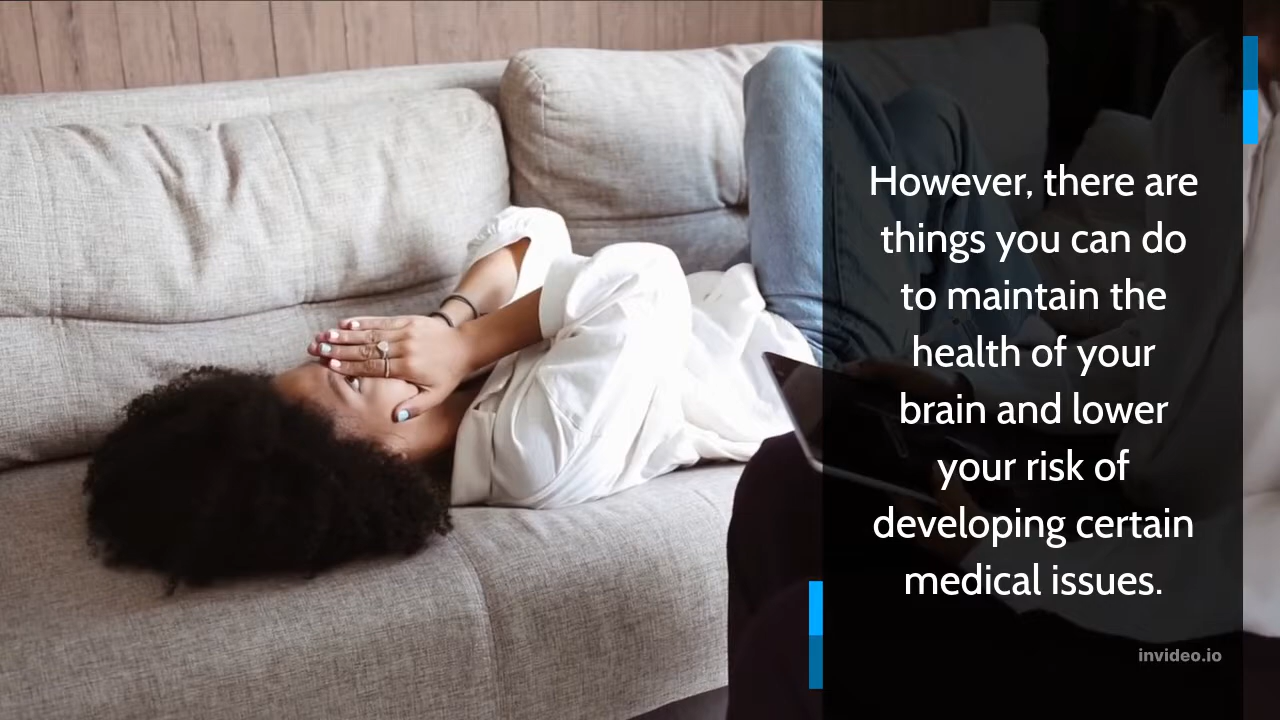 However, there are
things you can do
to maintain the
health of your
brain and lower
your risk of
developing certain
medical issues.
invideo.io